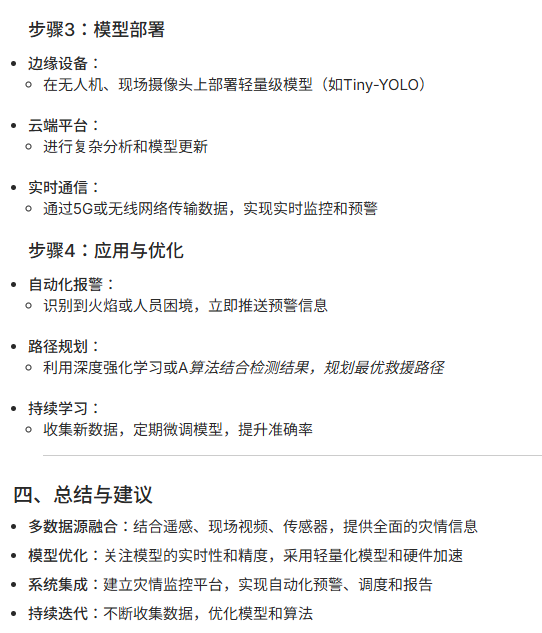 步骤3：模型部署
边缘设备：
在无人机、现场摄像头上部署轻量级模型（如Tiny-YOLO）
云端平台：
进行复杂分析和模型更新
实时通信：
通过5G或无线网络传输数据，实现实时监控和预警
步骤4：应用与优化
自动化报警：
识别到火焰或人员困境，立即推送预警信息
路径规划：
利用深度强化学习或A算法结合检测结果，规划最优救援路径
持续学习：
收集新数据，定期微调模型，提升准确率
四、总结与建议
多数据源融合：结合遥感、现场视频、传感器，提供全面的灾情信息
模型优化：关注模型的实时性和精度，采用轻量化模型和硬件加速
系统集成：建立灾情监控平台，实现自动化预警、调度和报告
持续迭代：不断收集数据，优化模型和算法